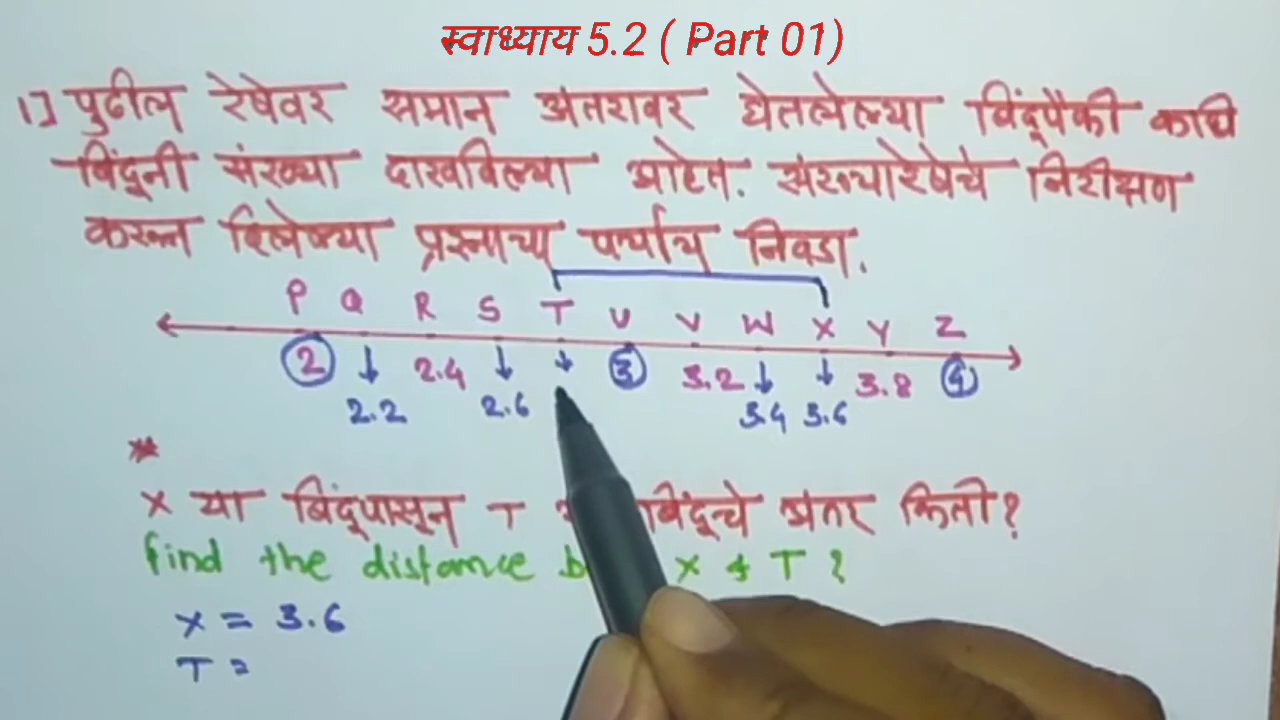 स्वाध्याय 5.2 ( Part 01)
1] पुढील रेषेवर समान अंतरावर घेतलेल्या बिंदूपैकी काही
बिंदूनी संख्या दाखविल्या आहेत. संख्यारेषेचे निरीक्षण
करून दिलेल्या प्रश्नाचा पर्याय निवडा.
P Q R S T U V W X Y Z
2 2.4 3 3.2 3.8 4
2.2 2.6 3.4 3.6
X या बिंदूपासून T बिंदूचे अंतर किती?
find the distance X & T ?
X = 3.6
T =